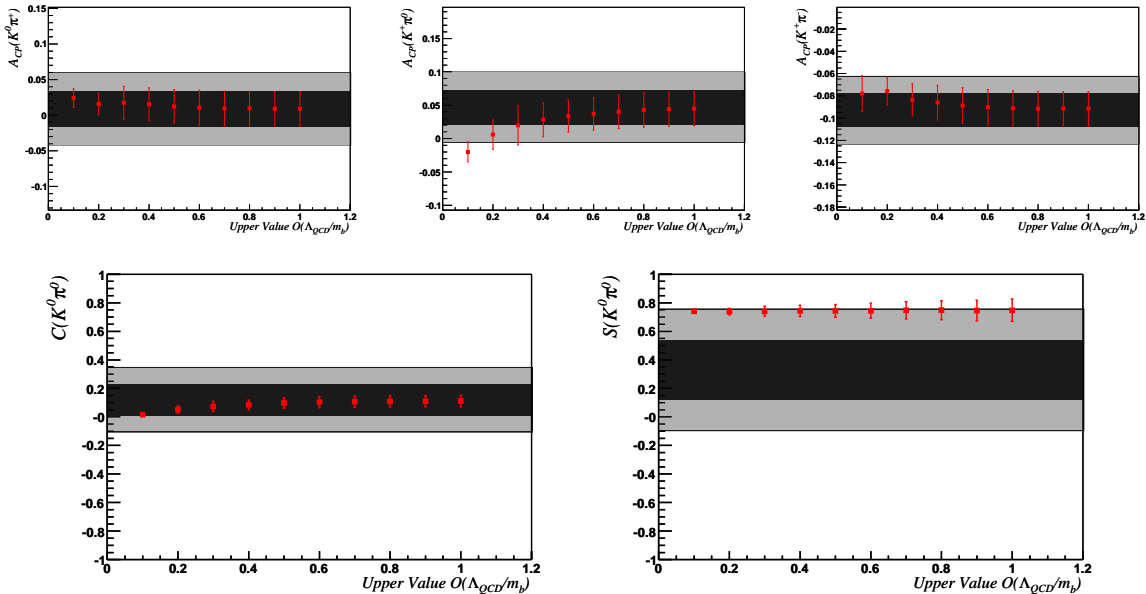 A_CP(K⁰π⁺)
0.15
0.1
0.05
0
-0.05
-0.1
0 0.2 0.4 0.6 0.8 1 1.2
Upper Value O(Λ_QCD/m_b)
A_CP(K⁺π⁰)
0.15
0.1
0.05
0
-0.05
-0.1
0 0.2 0.4 0.6 0.8 1 1.2
Upper Value O(Λ_QCD/m_b)
A_CP(K⁺π)
-0.02
-0.04
-0.06
-0.08
-0.1
-0.12
-0.14
-0.16
-0.18
0 0.2 0.4 0.6 0.8 1 1.2
Upper Value O(Λ_QCD/m_b)
C(K⁰π⁰)
1
0.8
0.6
0.4
0.2
-0
-0.2
-0.4
-0.6
-0.8
-1
0 0.2 0.4 0.6 0.8 1 1.2
Upper Value O(Λ_QCD/m_b)
S(K⁰π⁰)
1
0.8
0.6
0.4
0.2
-0
-0.2
-0.4
-0.6
-0.8
-1
0 0.2 0.4 0.6 0.8 1 1.2
Upper Value O(Λ_QCD/m_b)